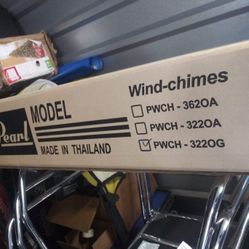 Pearl
MODEL
MADE IN THAILAND
Wind-chimes
PWCH - 362OA
PWCH - 322OA
PWCH - 322OG